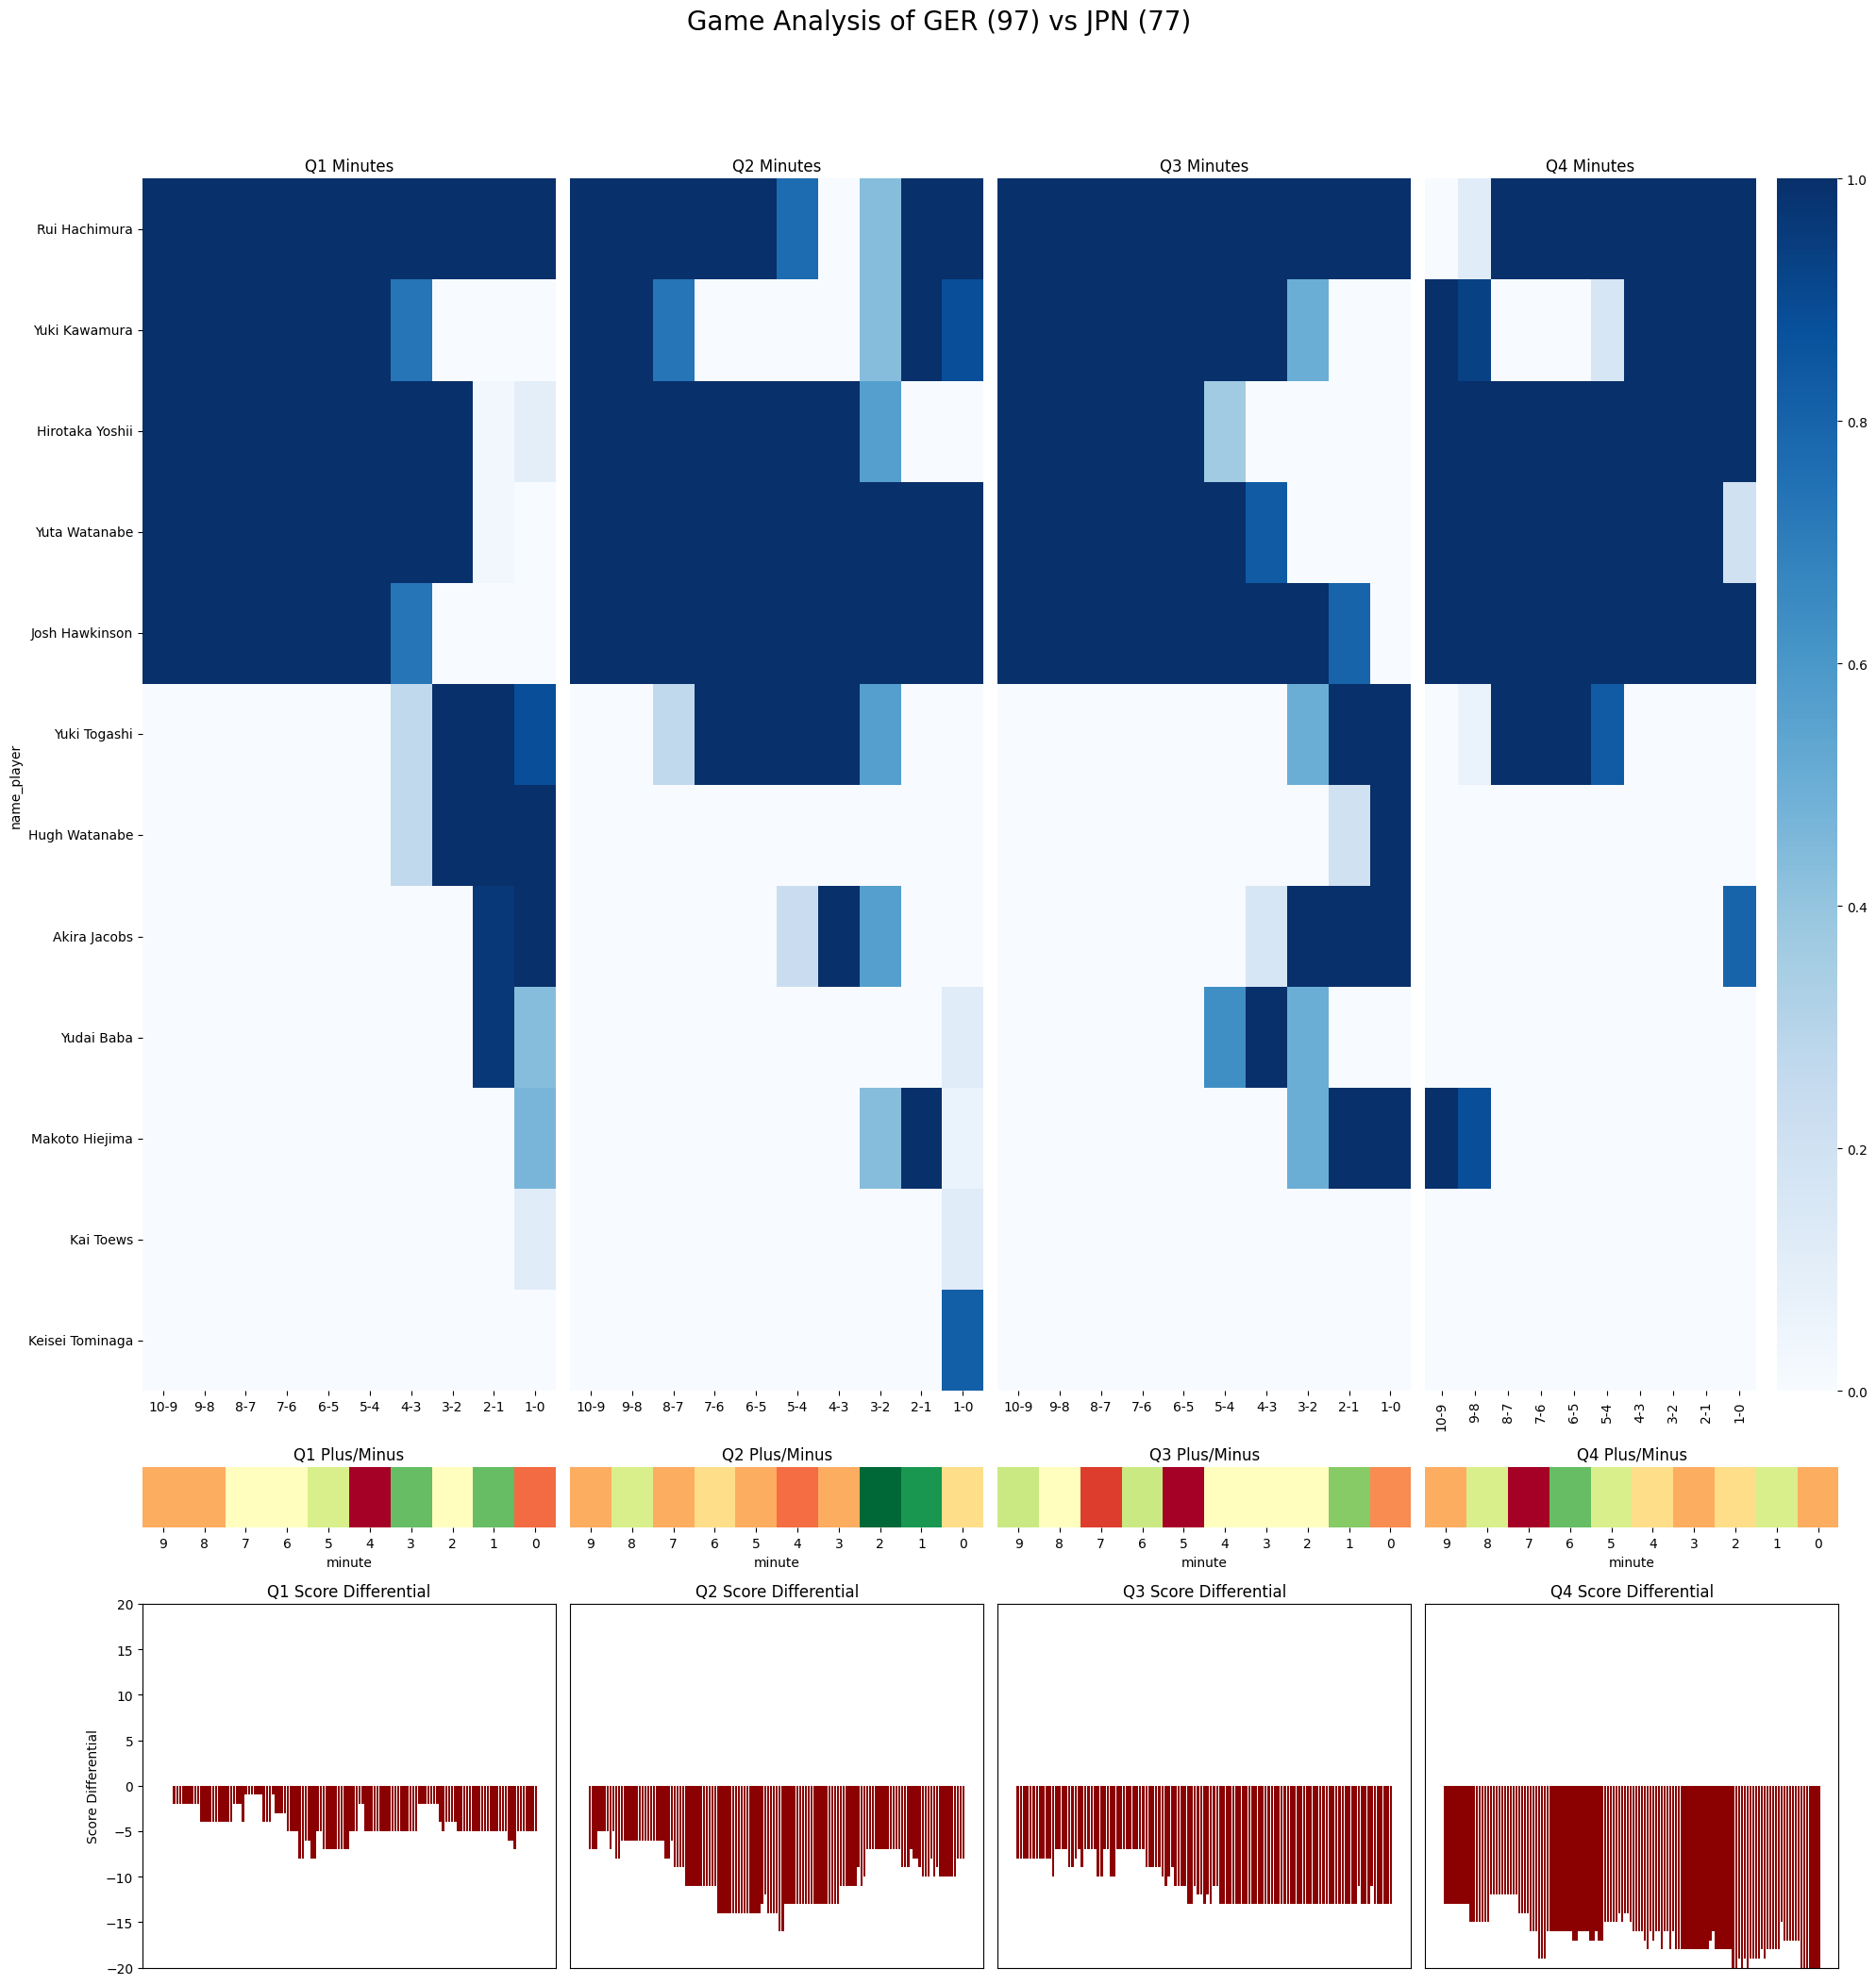 Game Analysis of GER (97) vs JPN (77)
Q1 Minutes Q2 Minutes Q3 Minutes Q4 Minutes
name_player
Rui Hachimura
Yuki Kawamura
Hirotaka Yoshii
Yuta Watanabe
Josh Hawkinson
Yuki Togashi
Hugh Watanabe
Akira Jacobs
Yudai Baba
Makoto Hiejima
Kai Toews
Keisei Tominaga
1.0
0.8
0.6
0.4
0.2
0.0
10-9 9-8 8-7 7-6 6-5 5-4 4-3 3-2 2-1 1-0 10-9 9-8 8-7 7-6 6-5 5-4 4-3 3-2 2-1 1-0 10-9 9-8 8-7 7-6 6-5 5-4 4-3 3-2 2-1 1-0 10-9 9-8 8-7 7-6 6-5 5-4 4-3 3-2 2-1 1-0
Q1 Plus/Minus Q2 Plus/Minus Q3 Plus/Minus Q4 Plus/Minus
9 8 7 6 5 4 3 2 1 0 9 8 7 6 5 4 3 2 1 0 9 8 7 6 5 4 3 2 1 0 9 8 7 6 5 4 3 2 1 0
minute minute minute minute
Q1 Score Differential Q2 Score Differential Q3 Score Differential Q4 Score Differential
Score Differential
20
15
10
5
0
−5
−10
−15
−20